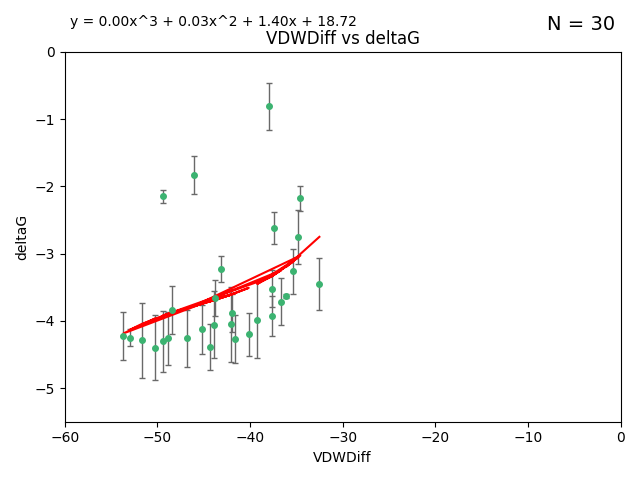 y = 0.00x^3 + 0.03x^2 + 1.40x + 18.72
N = 30
VDWDiff vs deltaG
0
−1
−2
−3
−4
−5
deltaG
−60 −50 −40 −30 −20 −10 0
VDWDiff